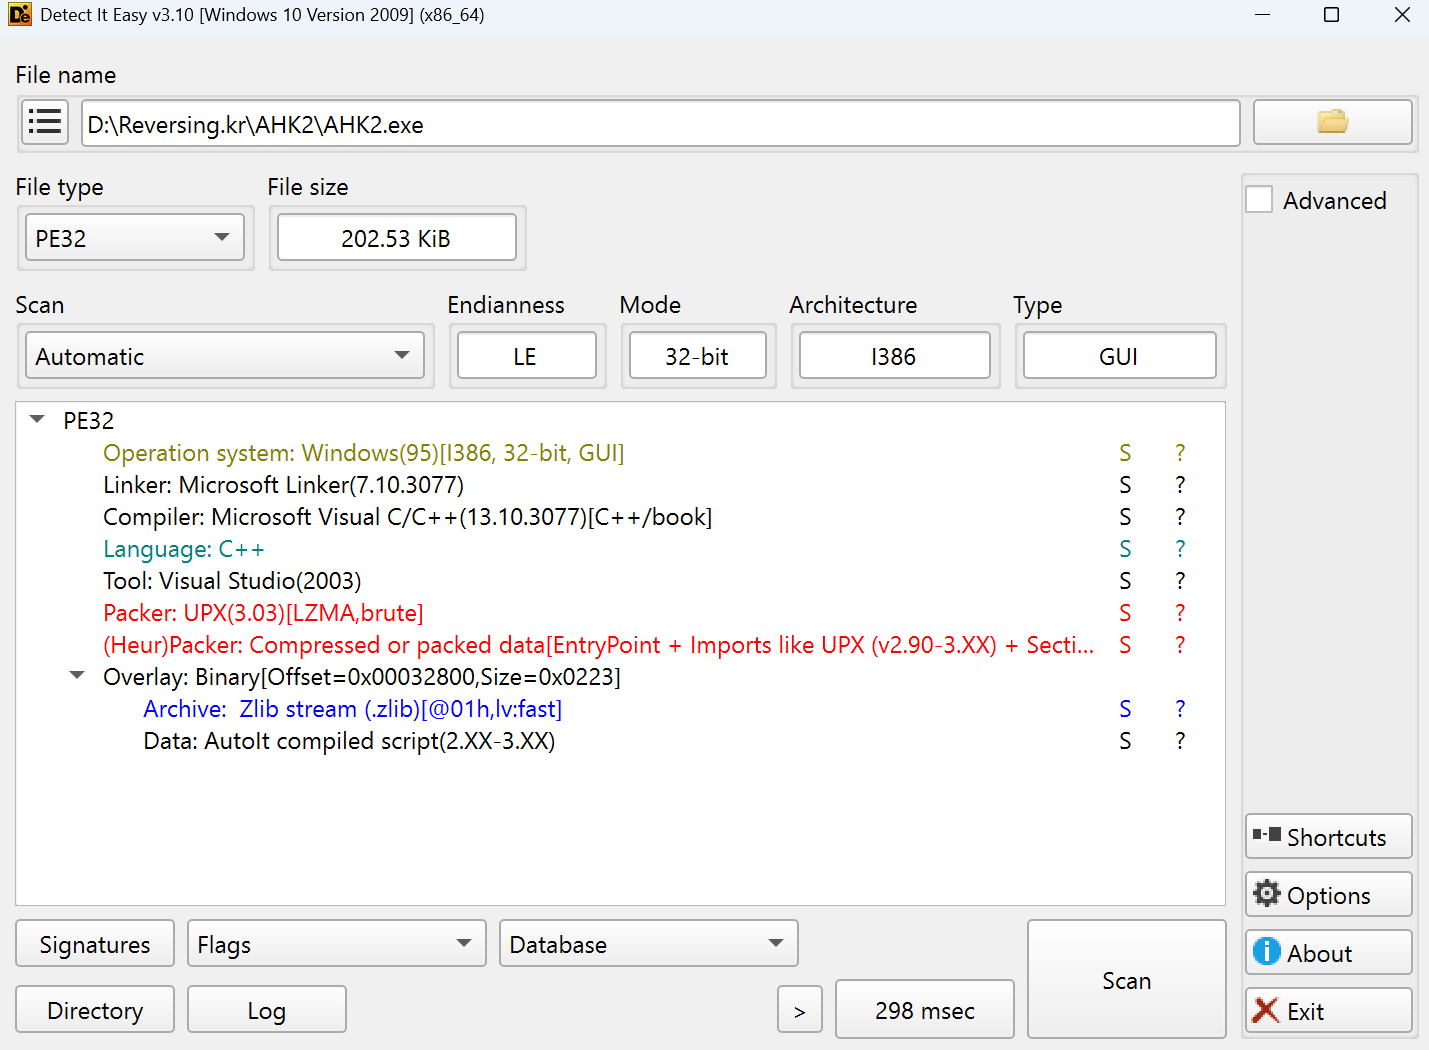 Detect It Easy v3.10 [Windows 10 Version 2009] (x86_64)
File name
D:\Reversing.kr\AHK2\AHK2.exe
File type File size
PE32 202.53 KiB
Advanced
Scan Endianness Mode Architecture Type
Automatic LE 32-bit I386 GUI
PE32
Operation system: Windows(95)[I386, 32-bit, GUI] S ?
Linker: Microsoft Linker(7.10.3077) S ?
Compiler: Microsoft Visual C/C++(13.10.3077)[C++/book] S ?
Language: C++ S ?
Tool: Visual Studio(2003) S ?
Packer: UPX(3.03)[LZMA,brute] S ?
(Heur)Packer: Compressed or packed data[EntryPoint + Imports like UPX (v2.90-3.XX) + Secti... S ?
Overlay: Binary[Offset=0x00032800,Size=0x0223]
Archive: Zlib stream (.zlib)[@01h,lv:fast] S ?
Data: AutoIt compiled script(2.XX-3.XX) S ?
Shortcuts
Options
Signatures Flags Database
About
Scan
Directory Log > 298 msec
Exit